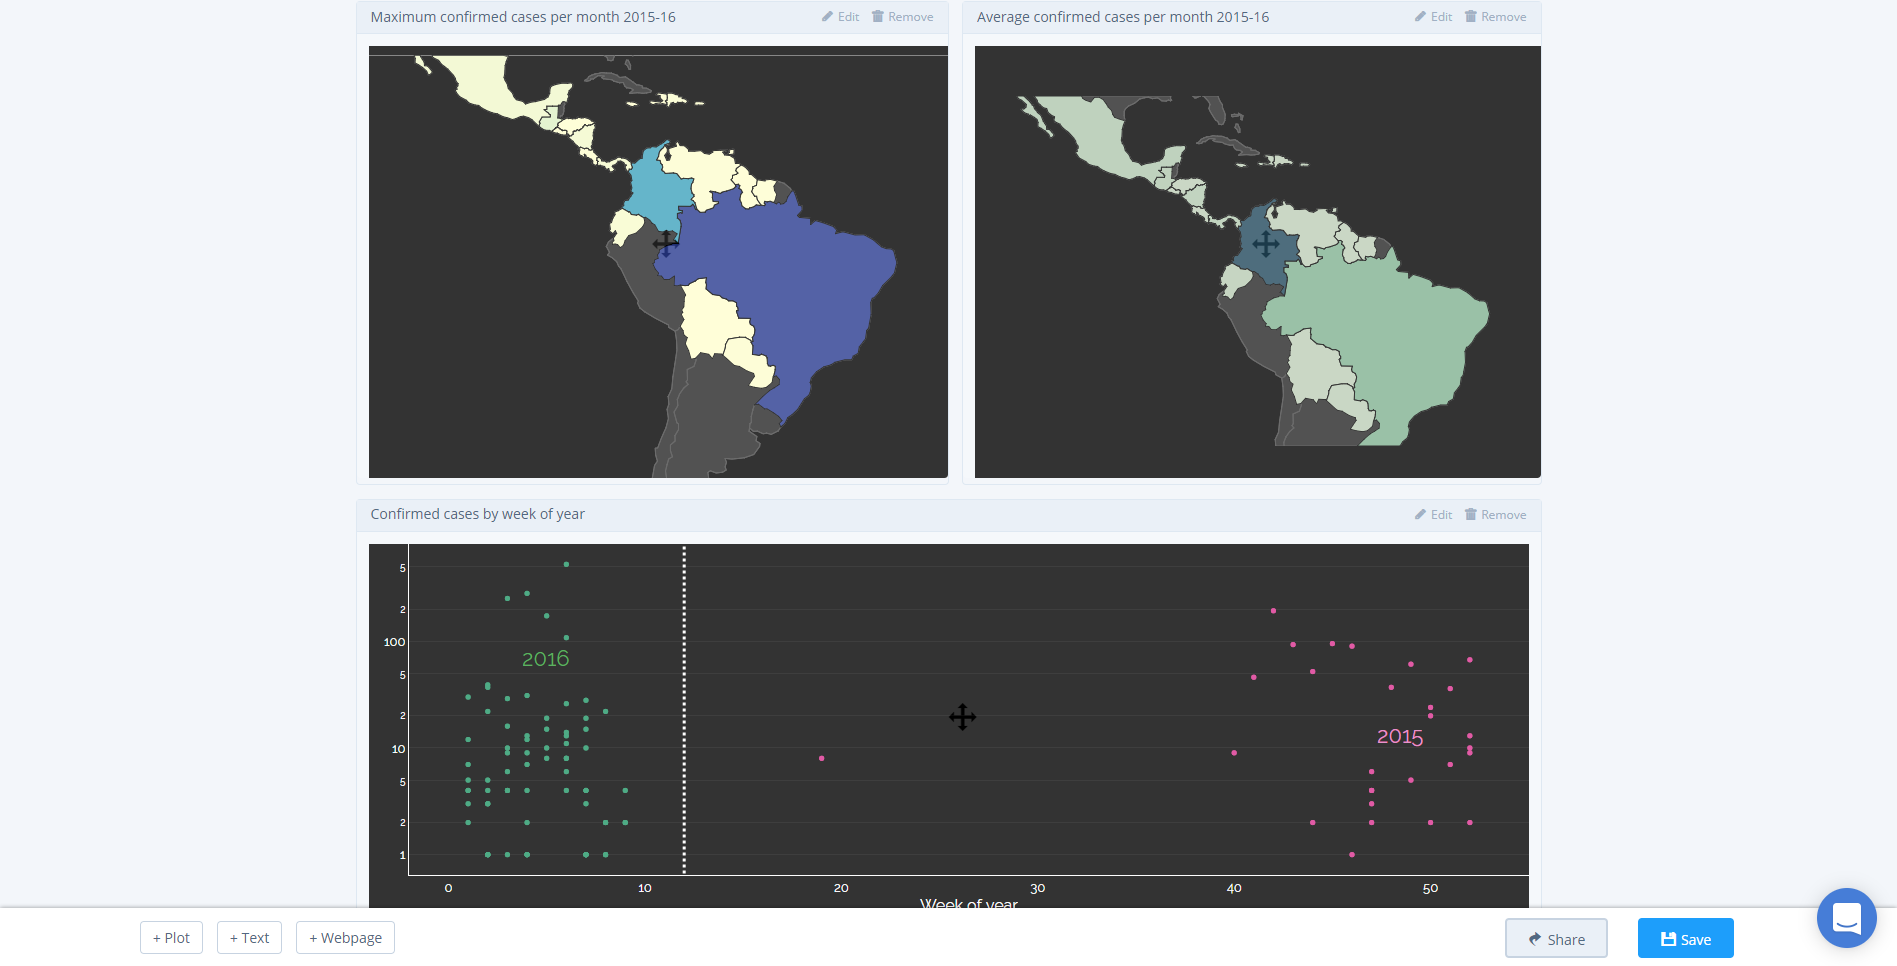 Maximum confirmed cases per month 2015-16 Edit Remove
Average confirmed cases per month 2015-16 Edit Remove
Confirmed cases by week of year Edit Remove
5
2
100
2016
5
2
2015
10
5
2
1
0 10 20 30 40 50
Week of year
+ Plot + Text + Webpage Share Save